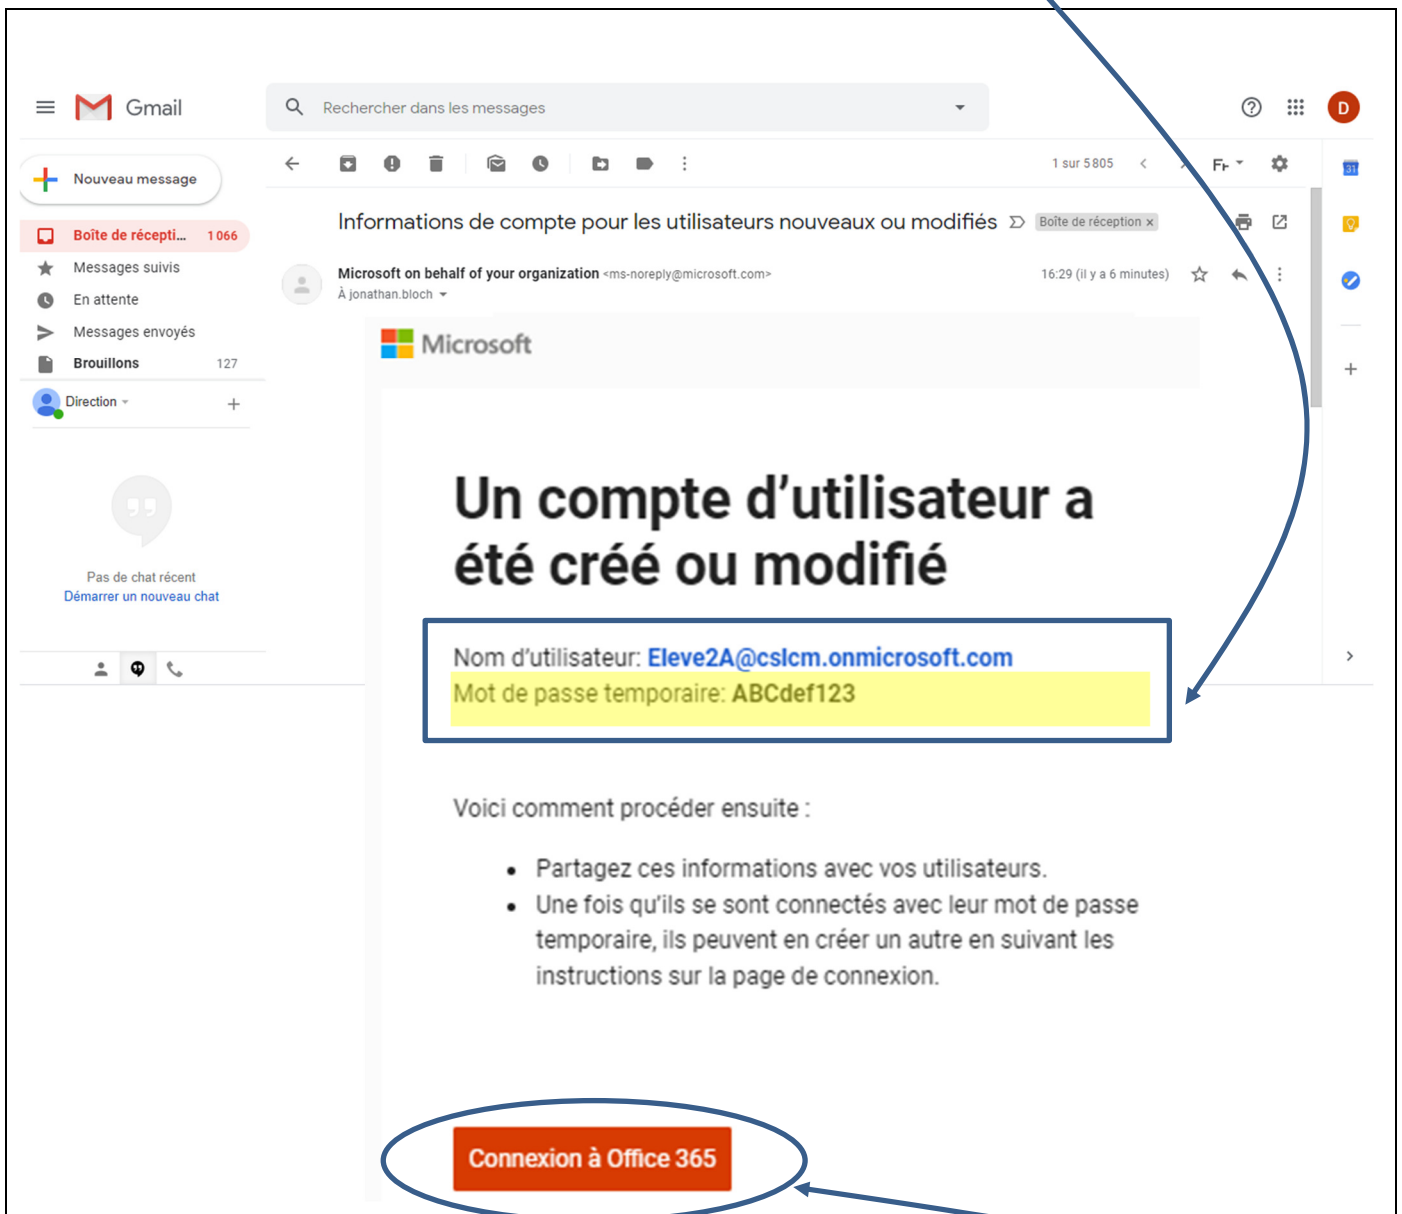 Gmail
Rechercher dans les messages
D
Nouveau message
1 sur 5 805
31
Informations de compte pour les utilisateurs nouveaux ou modifiés
Boîte de réception x
Boîte de récepti... 1 066
Messages suivis
En attente
Messages envoyés
Brouillons 127
Direction
Microsoft on behalf of your organization <ms-noreply@microsoft.com>
16:29 (il y a 6 minutes)
À jonathan.bloch
Microsoft
Un compte d'utilisateur a
été créé ou modifié
Pas de chat récent
Démarrer un nouveau chat
Nom d'utilisateur: Eleve2A@cslcm.onmicrosoft.com
Mot de passe temporaire: ABCdef123
Voici comment procéder ensuite :
• Partagez ces informations avec vos utilisateurs.
• Une fois qu'ils se sont connectés avec leur mot de passe
temporaire, ils peuvent en créer un autre en suivant les
instructions sur la page de connexion.
Connexion à Office 365